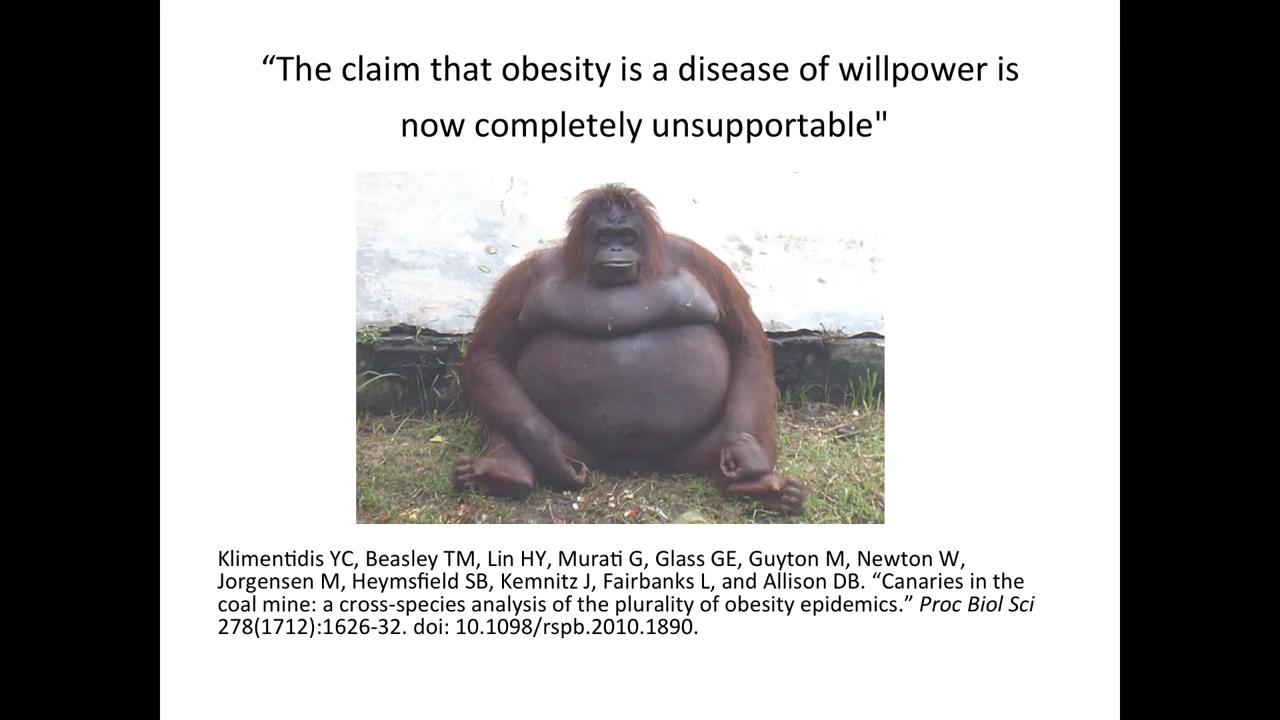 “The claim that obesity is a disease of willpower is
now completely unsupportable"
Klimentidis YC, Beasley TM, Lin HY, Murati G, Glass GE, Guyton M, Newton W,
Jorgensen M, Heymsfield SB, Kemnitz J, Fairbanks L, and Allison DB. “Canaries in the
coal mine: a cross-species analysis of the plurality of obesity epidemics.” Proc Biol Sci
278(1712):1626-32. doi: 10.1098/rspb.2010.1890.